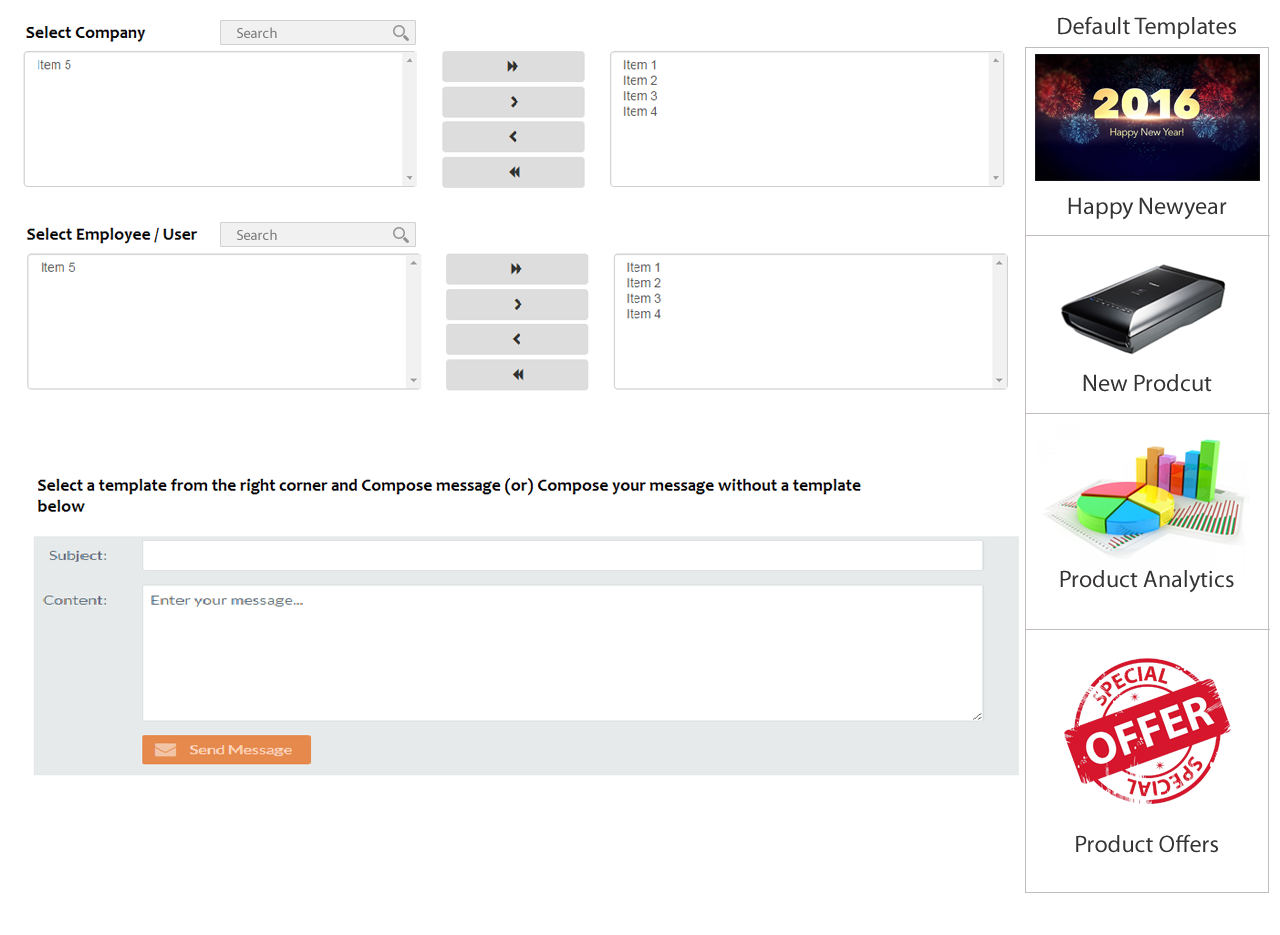 Select Company
Search
Item 5
Item 1
Item 2
Item 3
Item 4
Select Employee / User
Search
Item 5
Item 1
Item 2
Item 3
Item 4
Select a template from the right corner and Compose message (or) Compose your message without a template
below
Subject:
Content:
Enter your message...
Send Message
Default Templates
2016
Happy New Year!
Happy Newyear
New Prodcut
Product Analytics
SPECIAL
OFFER
SPECIAL
Product Offers